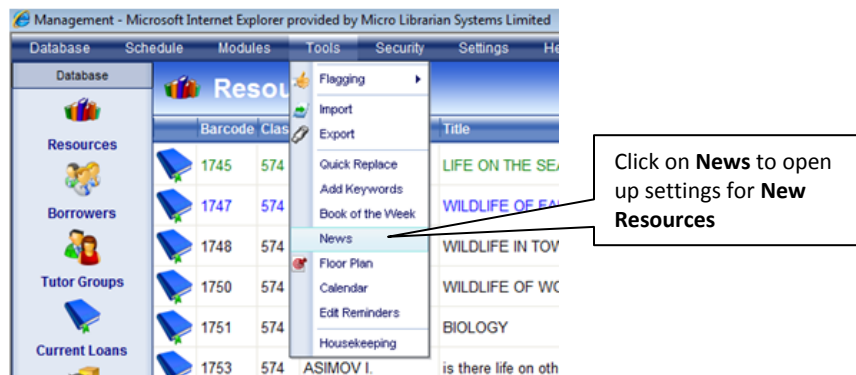 Management - Microsoft Internet Explorer provided by Micro Librarian Systems Limited
Database Schedule Modules Tools Security Settings He
Database
Resources
Borrowers
Tutor Groups
Current Loans
Resou
Barcode Clas Title
1745 574 LIFE ON THE SEA
1747 574 WILDLIFE OF
1748 574 WILDLIFE IN TOW
1750 574 WILDLIFE OF WO
1751 574 BIOLOGY
1753 574 ASIMOV I. is there life on oth
Flagging
Import
Export
Quick Replace
Add Keywords
Book of the Week
News
Floor Plan
Calendar
Edit Reminders
Housekeeping
Click on News to open
up settings for New
Resources